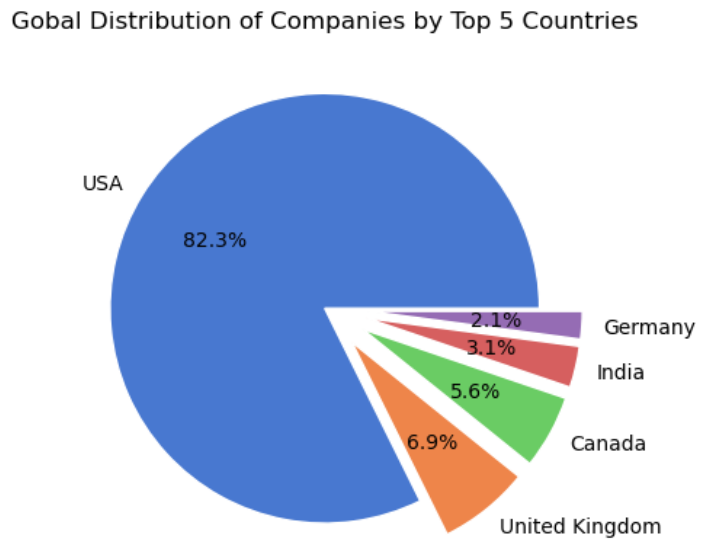 Gobal Distribution of Companies by Top 5 Countries
USA
82.3%
2.1%
Germany
3.1%
India
5.6%
Canada
6.9%
United Kingdom